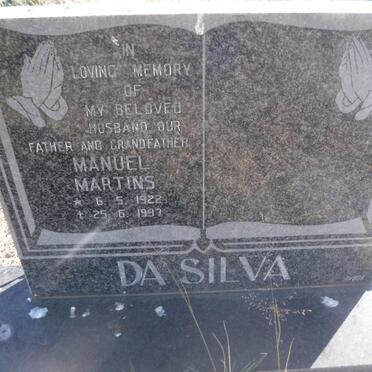 IN
LOVING MEMORY
OF
MY BELOVED
HUSBAND OUR
FATHER AND GRANDFATHER
MANUEL
MARTINS
* 6. 5. 1922
† 25. 6. 1997
DA SILVA